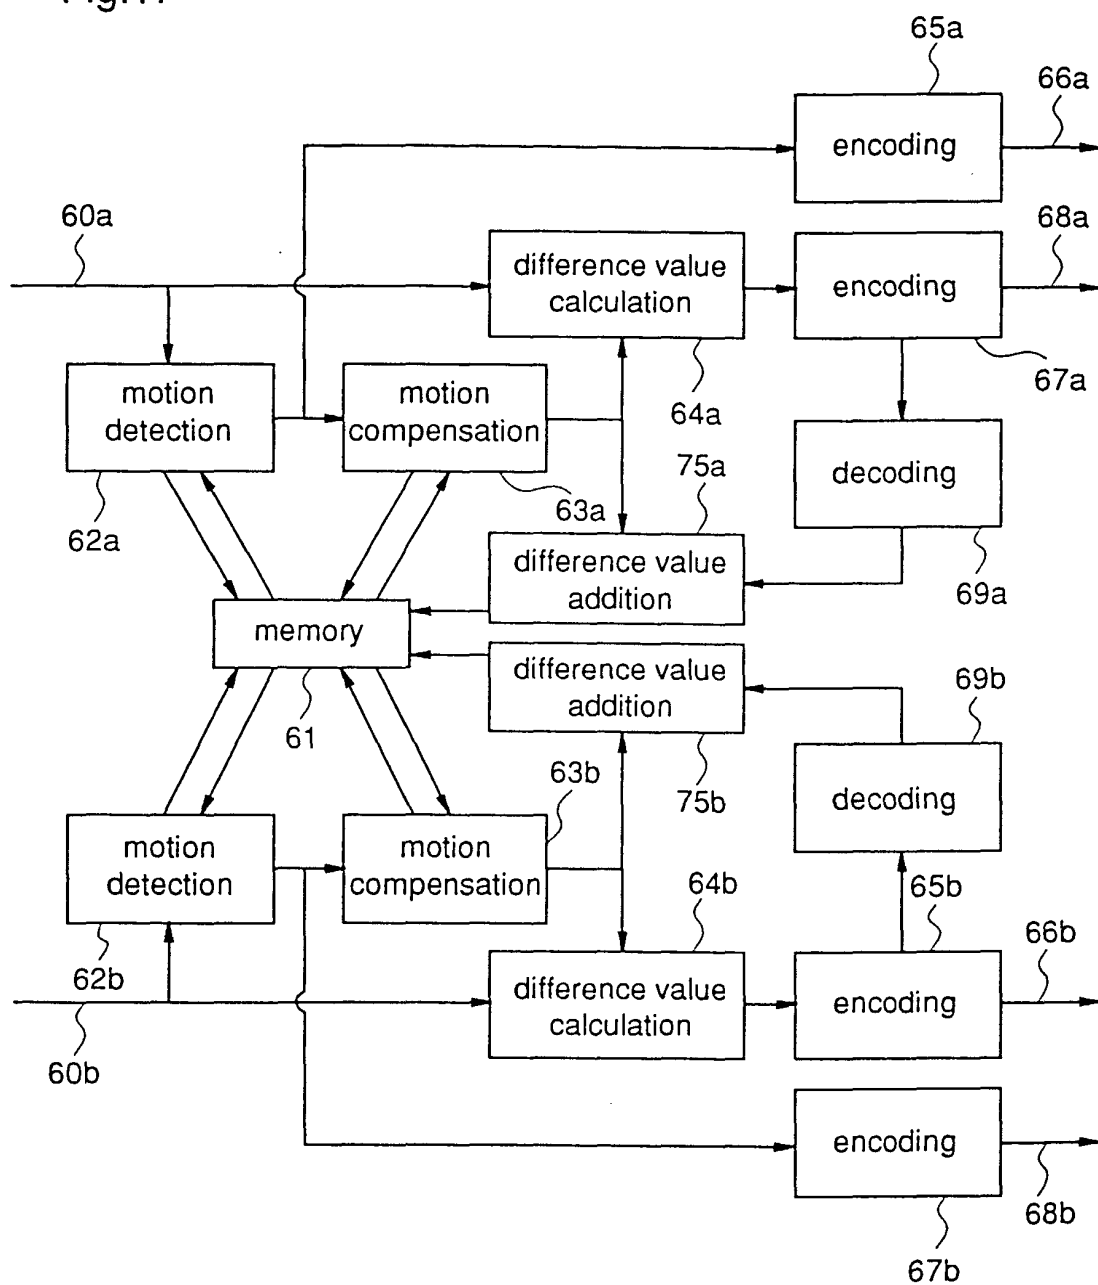 65a
66a
encoding
60a
68a
difference value
calculation
encoding
67a
motion
detection
motion
compensation
64a
75a
decoding
62a
63a
difference value
addition
69a
memory
difference value
addition
69b
61
63b
75b
decoding
motion
detection
motion
compensation
64b
65b
66b
62b
difference value
calculation
encoding
60b
encoding
68b
67b